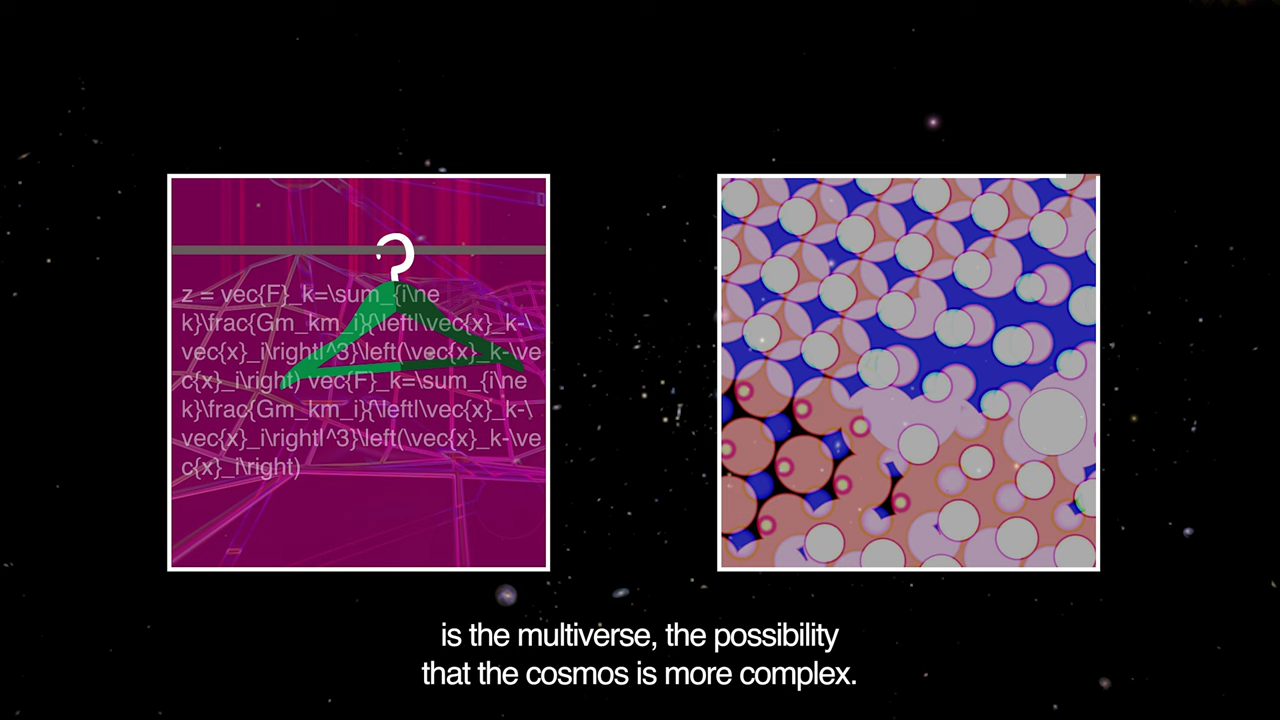 z = vec{F}_k=\sum_{i\ne
k}\frac{Gm_km_i}{\left|\vec{x}_k-\
vec{x}_i\right|^3}\left(\vec{x}_k-\ve
c{x}_i\right) vec{F}_k=\sum_{i\ne
k}\frac{Gm_km_i}{\left|\vec{x}_k-\
vec{x}_i\right|^3}\left(\vec{x}_k-\ve
c{x}_i\right)
is the multiverse, the possibility
that the cosmos is more complex.